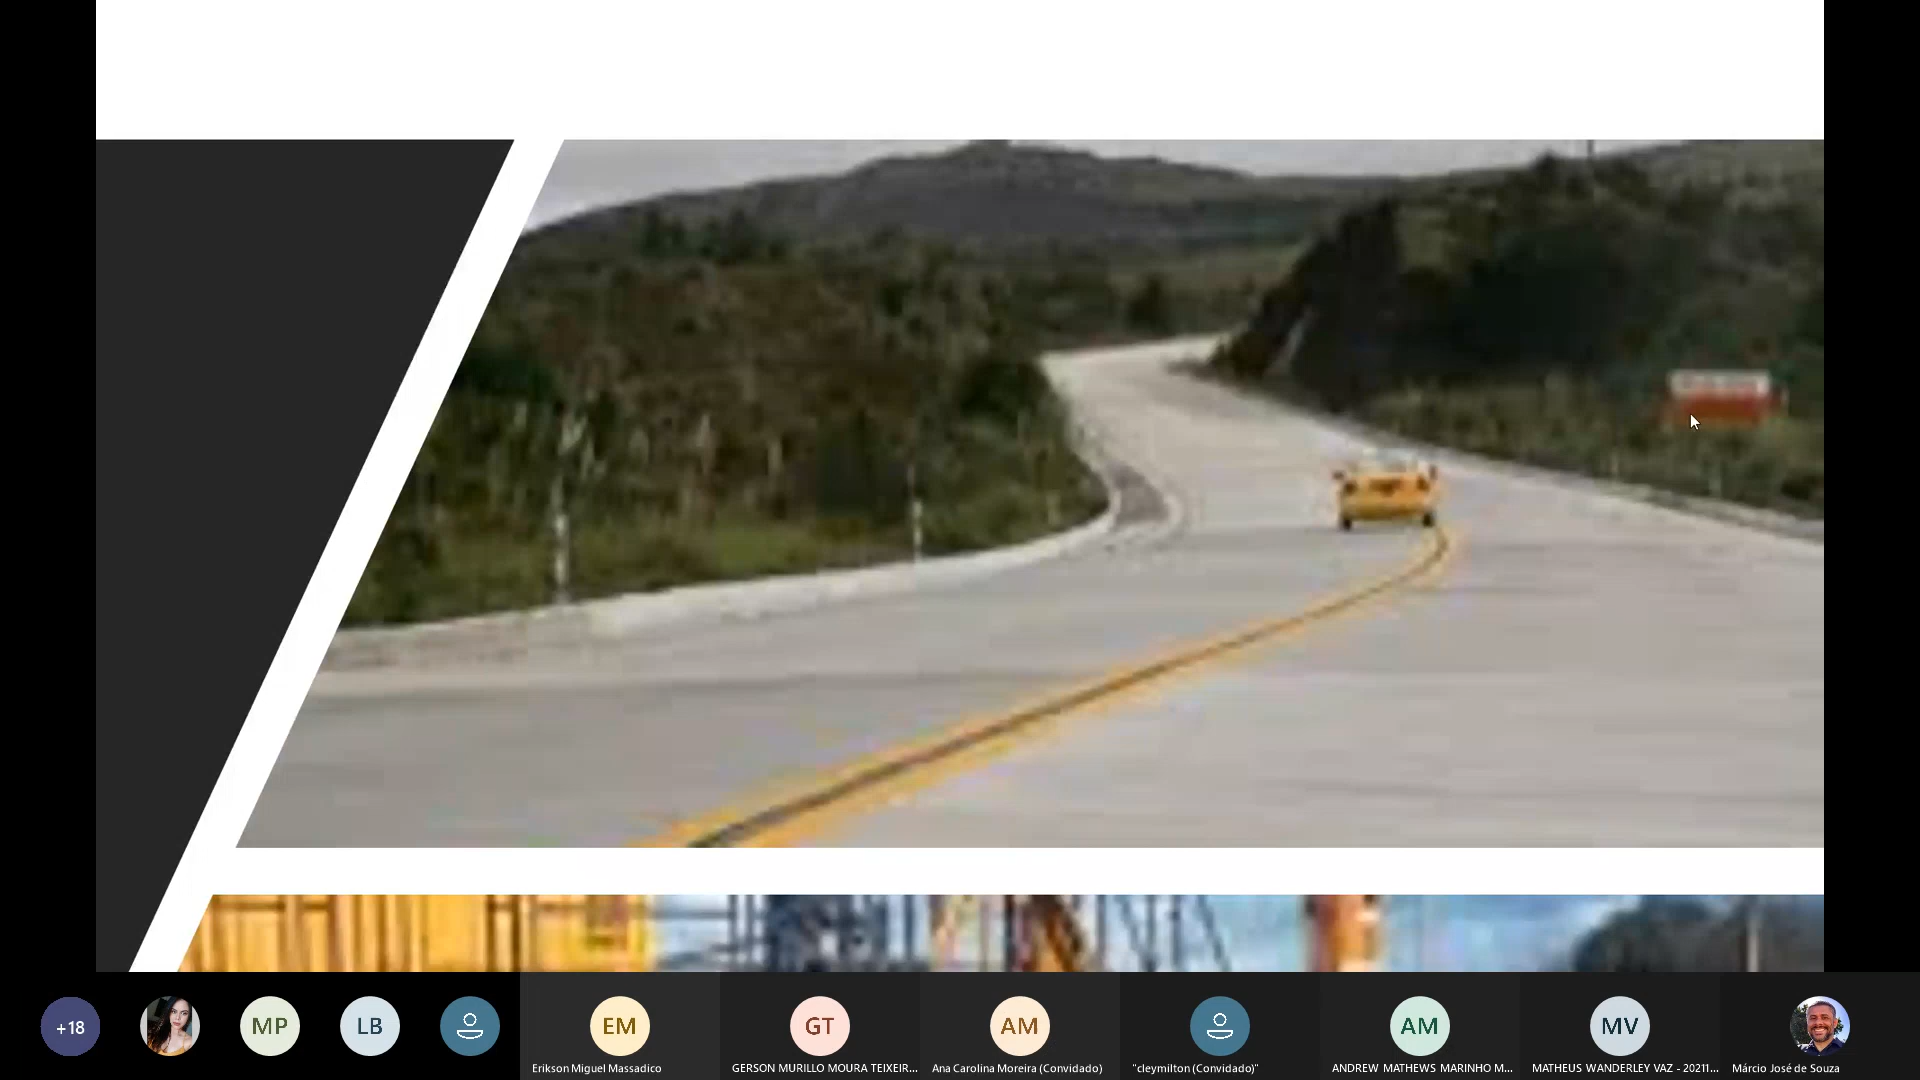 +18
MP
LB
EM
GT
AM
AM
MV
Erikson Miguel Massadico
GERSON MURILLO MOURA TEIXEIR...
Ana Carolina Moreira (Convidado)
"cleymilton (Convidado)"
ANDREW MATHEWS MARINHO M...
MATHEUS WANDERLEY VAZ - 20211...
Márcio José de Souza